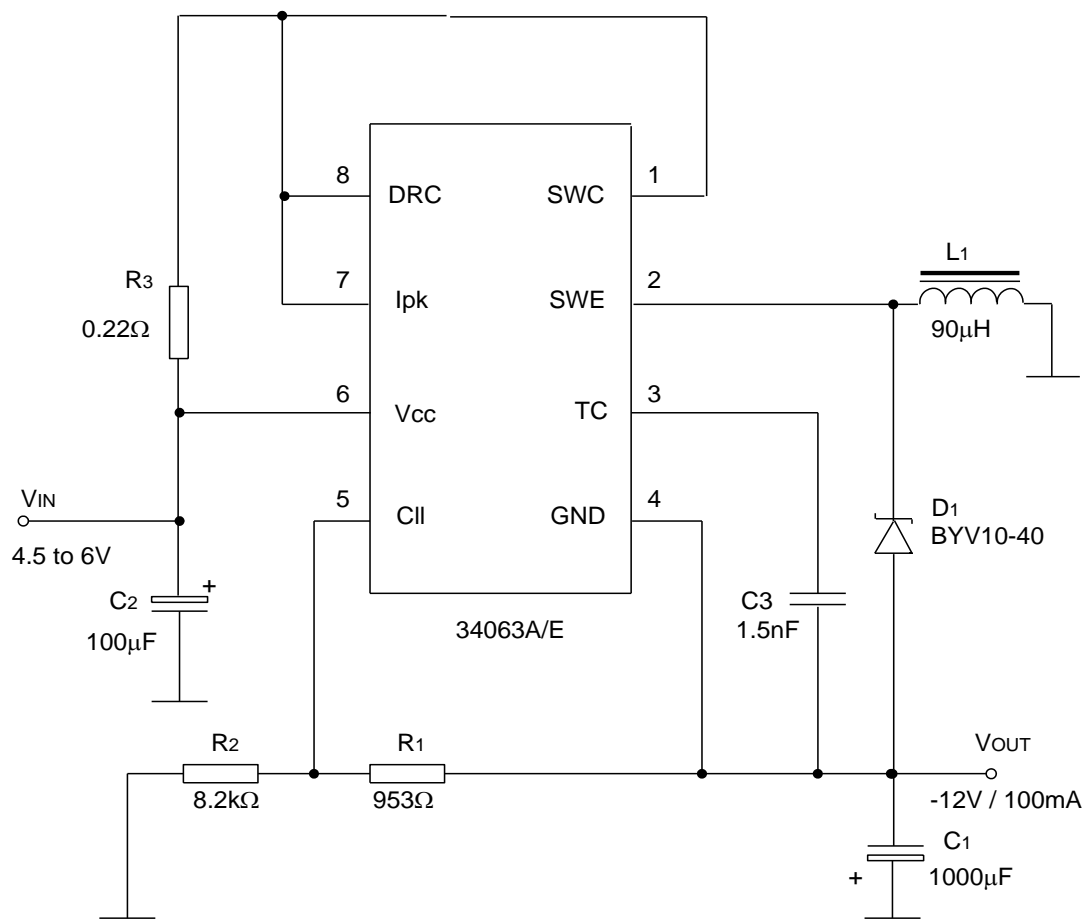 8
DRC
SWC
1
R3
0.22Ω
7
Ipk
SWE
2
L1
90μH
6
Vcc
TC
3
VIN
4.5 to 6V
5
CII
GND
4
D1
BYV10-40
C2
+
100μF
34063A/E
C3
1.5nF
R2
8.2kΩ
R1
953Ω
VOUT
-12V / 100mA
C1
+
1000μF